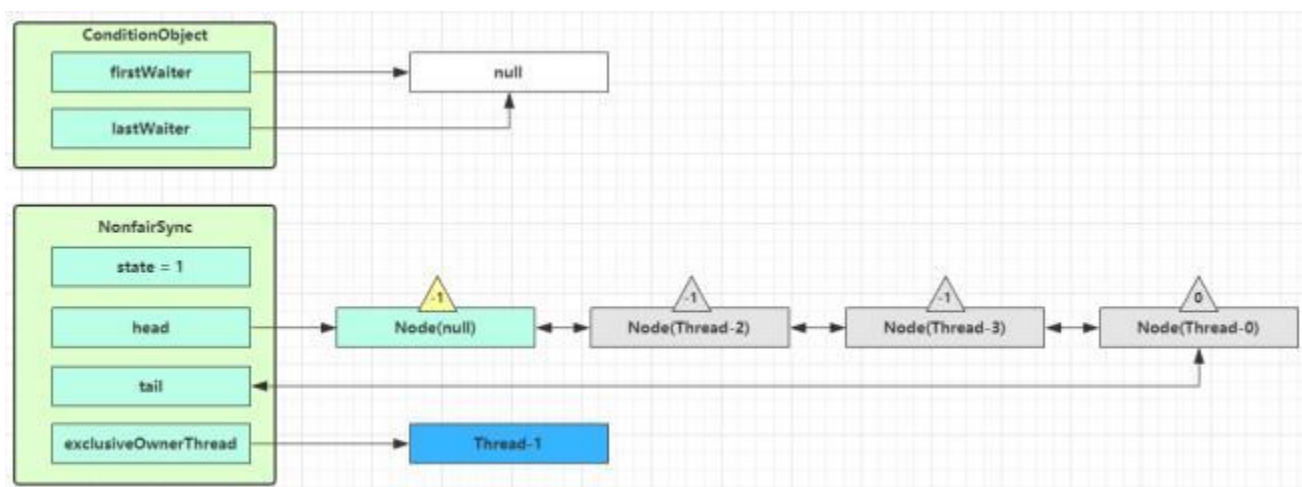 ConditionObject
firstWaiter
null
lastWaiter
NonfairSync
state = 1
-1
-1
-1
0
head
Node(null)
Node(Thread-2)
Node(Thread-3)
Node(Thread-0)
tail
exclusiveOwnerThread
Thread-1